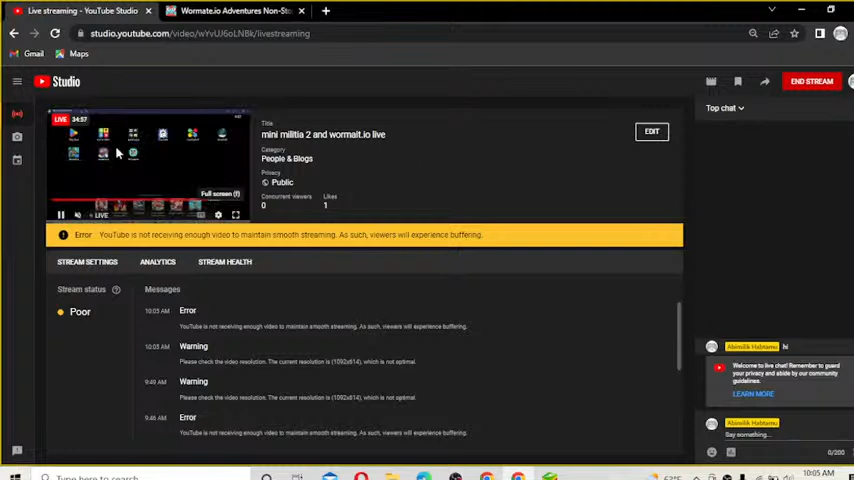 Live streaming - YouTube Studio
Wormate.io Adventures Non-Sto
studio.youtube.com/video/wYvUJ6oLNBk/livestreaming
Gmail
Maps
Studio
END STREAM
Top chat
LIVE 34:57
Full screen (f)
LIVE
Title
mini militia 2 and wormait.io live
EDIT
Category
People & Blogs
Privacy
Public
Concurrent viewers
Likes
0
1
Error YouTube is not receiving enough video to maintain smooth streaming. As such, viewers will experience buffering.
STREAM SETTINGS
ANALYTICS
STREAM HEALTH
Stream status
Poor
Messages
10:05 AM Error
YouTube is not receiving enough video to maintain smooth streaming. As such, viewers will experience buffering.
10:05 AM Warning
Please check the video resolution. The current resolution is (1092x614), which is not optimal.
9:49 AM Warning
Please check the video resolution. The current resolution is (1092x614), which is not optimal.
9:46 AM Error
YouTube is not receiving enough video to maintain smooth streaming. As such, viewers will experience buffering.
Abimilik Habtamu hi
Welcome to live chat! Remember to guard
your privacy and abide by our community
guidelines.
LEARN MORE
Abimilik Habtamu
Say something...
0/200
Type here to search
63°F
10:05 AM